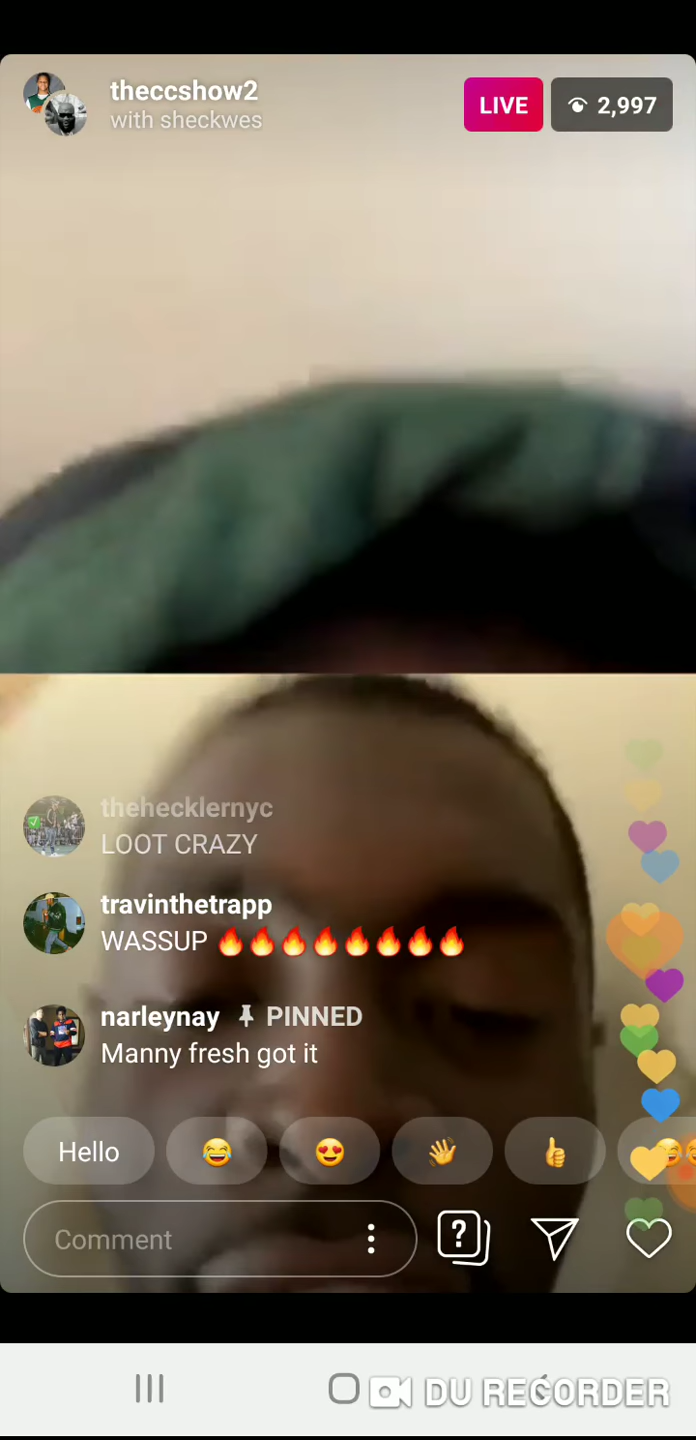 theccshow2
with sheckwes
LIVE
2,997
thehecklernyc
LOOT CRAZY
travinthetrapp
WASSUP 🔥🔥🔥🔥🔥🔥🔥🔥
narleynay PINNED
Manny fresh got it
Hello
Comment
DU RECORDER